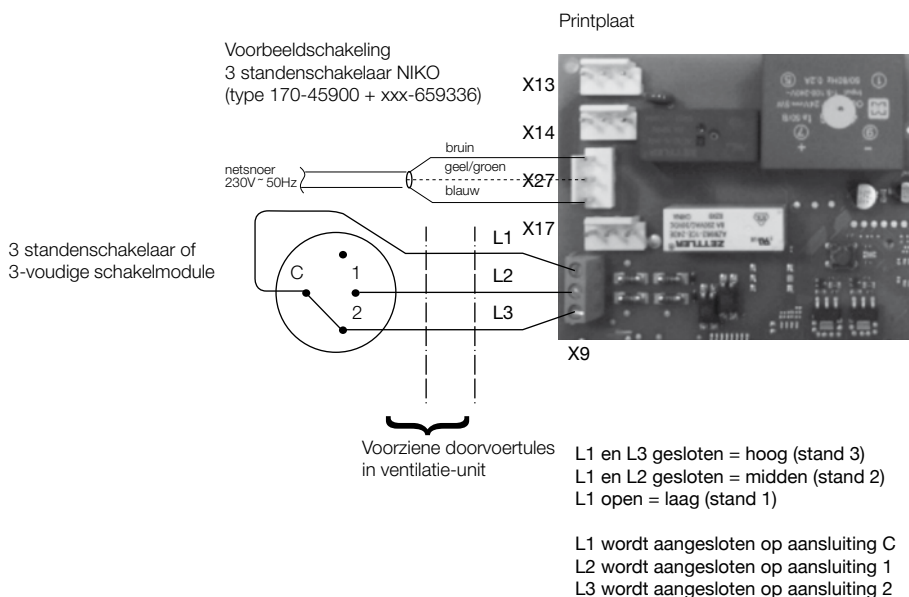 Printplaat
Voorbeeldschakeling
3 standenschakelaar NIKO
(type 170-45900 + xxx-659336)
X13
X14
bruin
geel/groen
blauw
netsnoer
230V~50Hz
X27
X17
3 standenschakelaar of
3-voudige schakelmodule
C
1
2
L1
L2
L3
X9
Voorziene doorvoertules
in ventilatie-unit
L1 en L3 gesloten = hoog (stand 3)
L1 en L2 gesloten = midden (stand 2)
L1 open = laag (stand 1)
L1 wordt aangesloten op aansluiting C
L2 wordt aangesloten op aansluiting 1
L3 wordt aangesloten op aansluiting 2
ZETTLER